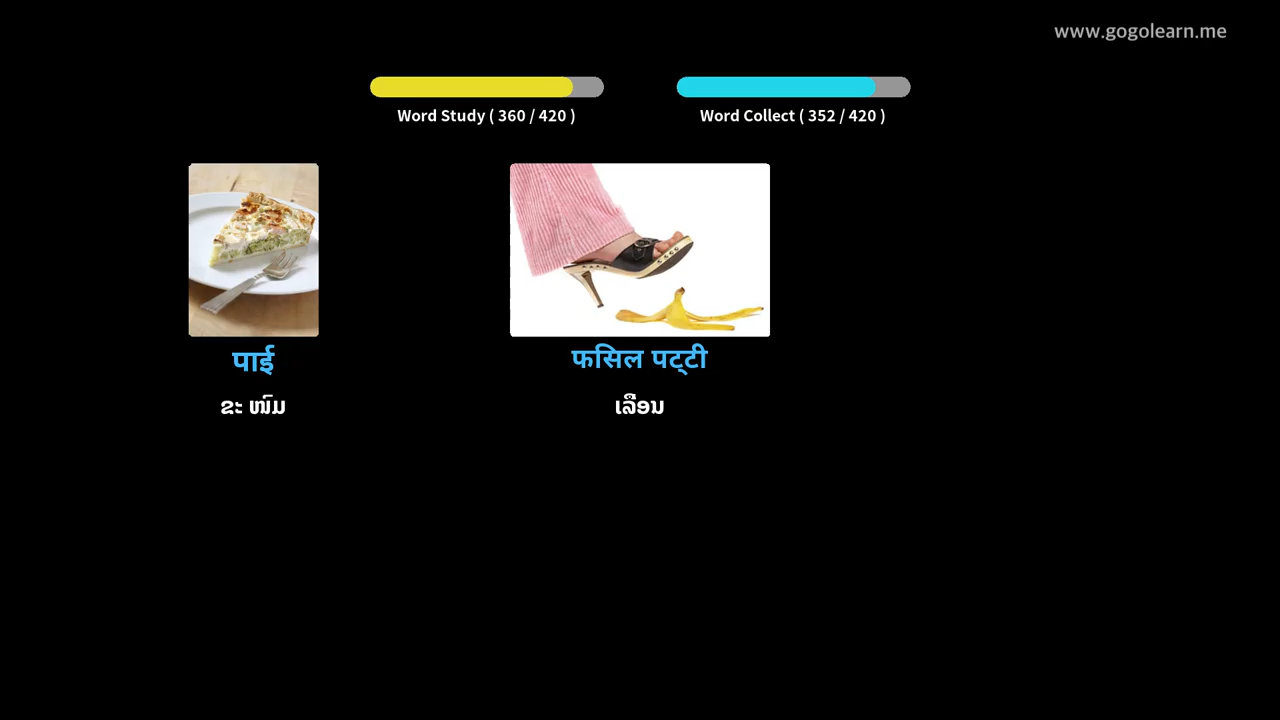 www.gogolearn.me
Word Study ( 360 / 420 )
Word Collect ( 352 / 420 )
पाई
फसिल पट्टी
ຂະ ໜົມ
ເລື່ອນ